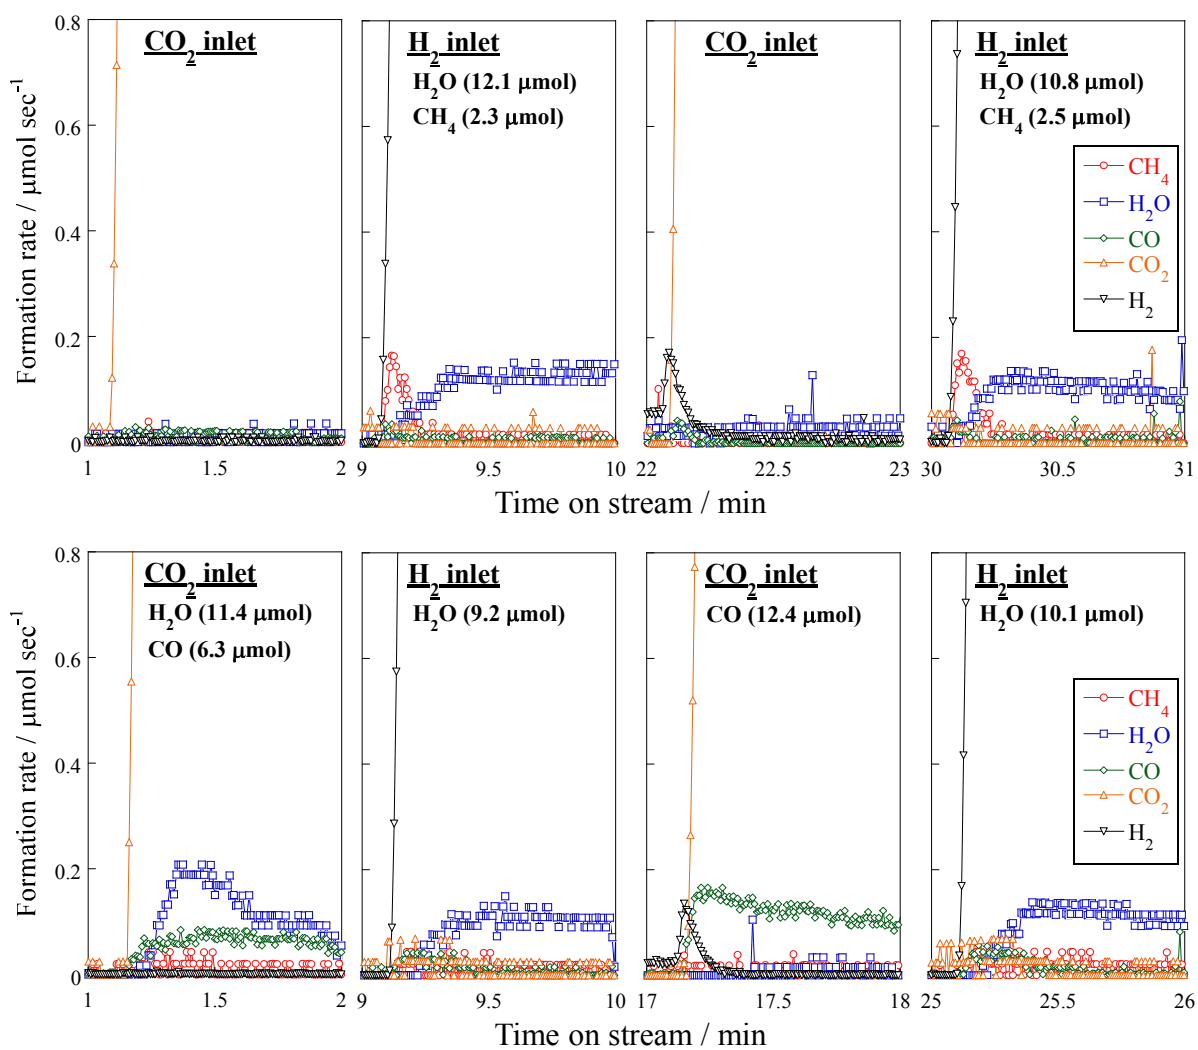 CO₂ inlet
H₂ inlet
H₂O (12.1 μmol)
CH₄ (2.3 μmol)
CO₂ inlet
H₂ inlet
H₂O (10.8 μmol)
CH₄ (2.5 μmol)
CH₄
H₂O
CO
CO₂
H₂
Formation rate / μmol sec⁻¹
0.8
0.6
0.4
0.2
0
1
1.5
2
9
9.5
10
22
22.5
23
30
30.5
31
Time on stream / min
CO₂ inlet
H₂O (11.4 μmol)
CO (6.3 μmol)
H₂ inlet
H₂O (9.2 μmol)
CO₂ inlet
CO (12.4 μmol)
H₂ inlet
H₂O (10.1 μmol)
CH₄
H₂O
CO
CO₂
H₂
Formation rate / μmol sec⁻¹
0.8
0.6
0.4
0.2
0
1
1.5
2
9
9.5
10
17
17.5
18
25
25.5
26
Time on stream / min